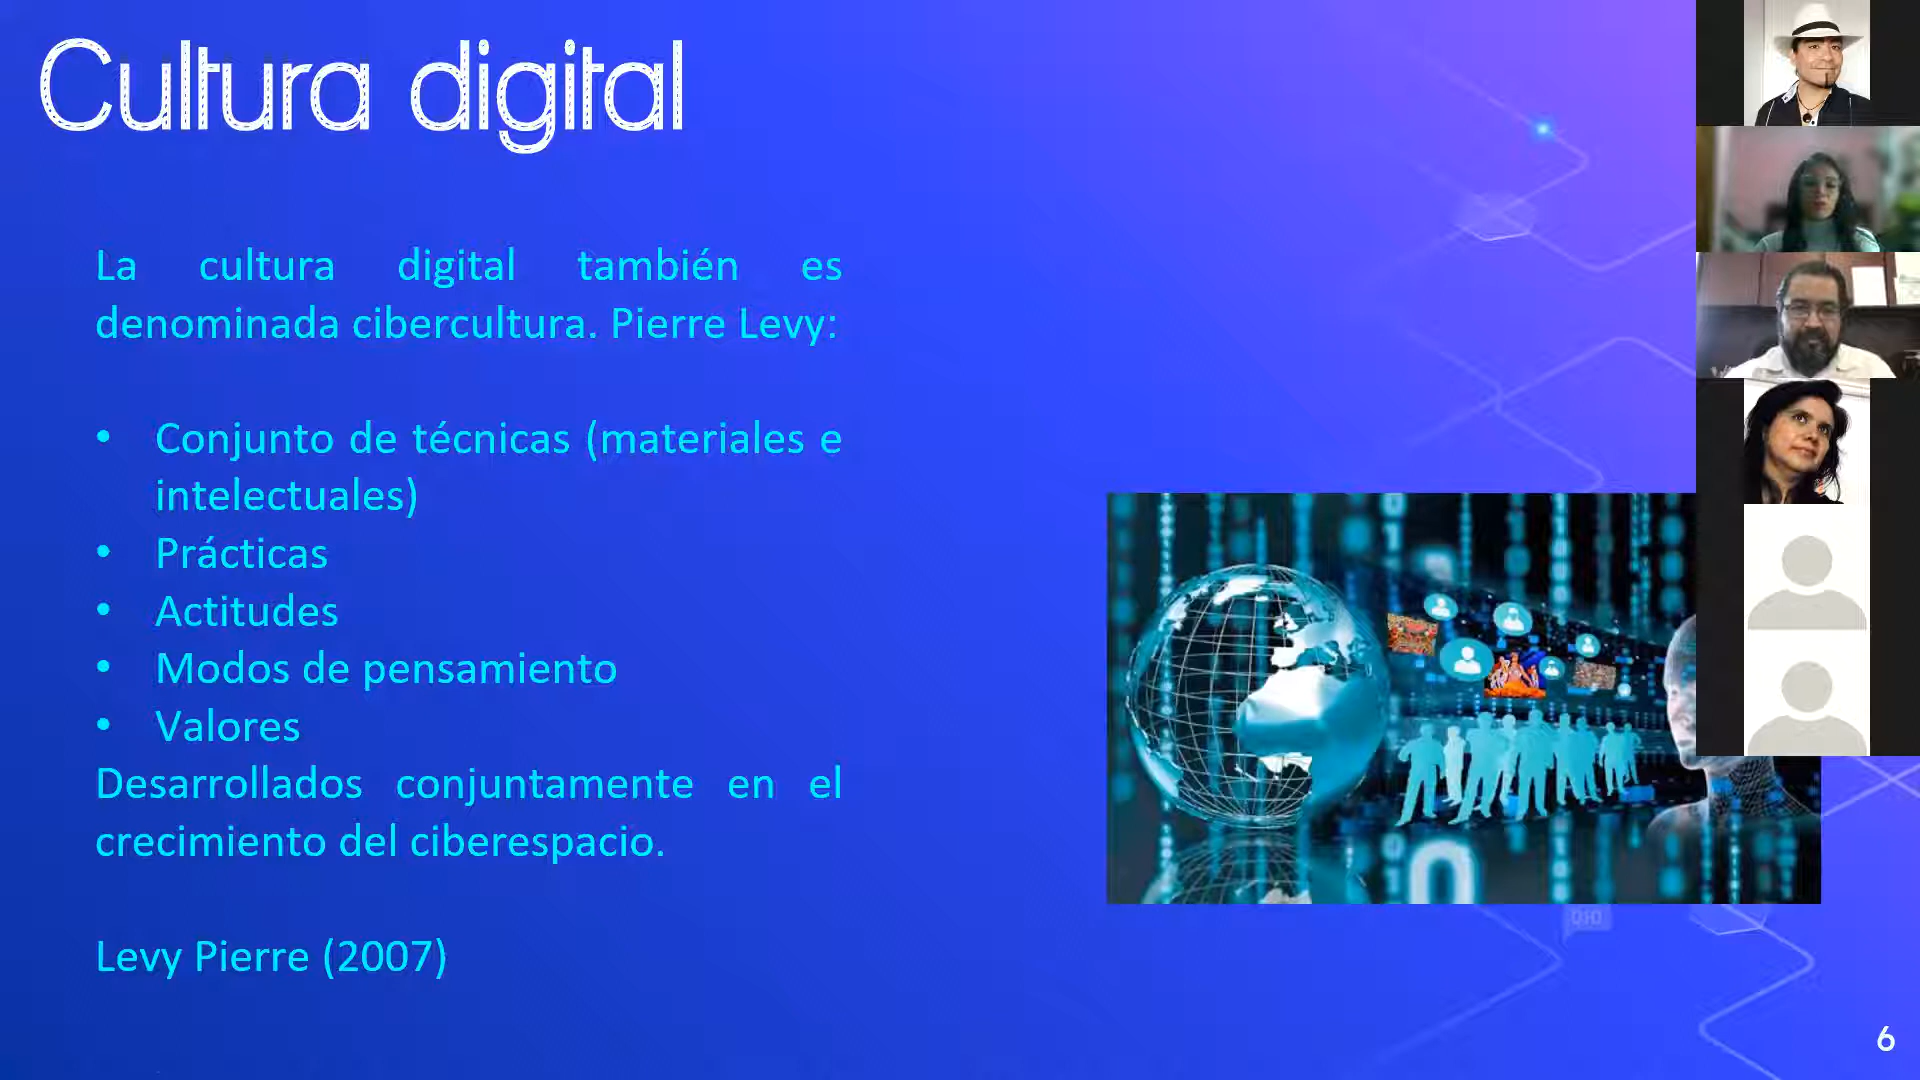 Cultura digital
La cultura digital también es
denominada cibercultura. Pierre Levy:
• Conjunto de técnicas (materiales e
intelectuales)
• Prácticas
• Actitudes
• Modos de pensamiento
• Valores
Desarrollados conjuntamente en el
crecimiento del ciberespacio.
Levy Pierre (2007)
6